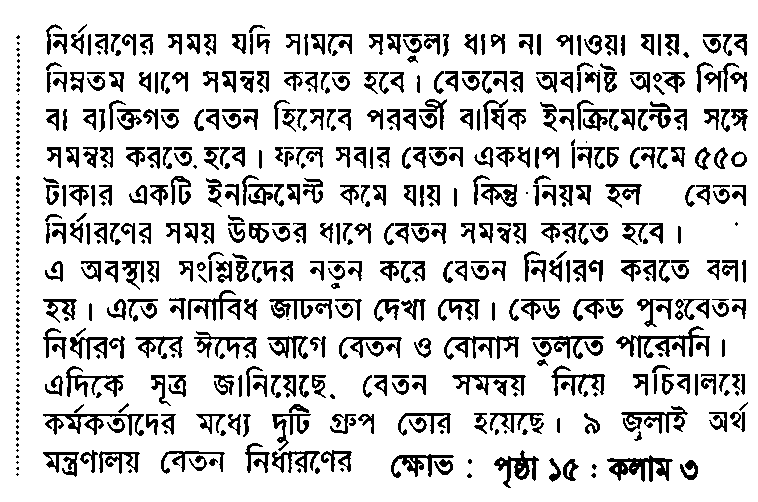 নির্ধারণের সময় যদি সামনে সমতুল্য ধাপ না পাওয়া যায়, তবে
নিম্নতম ধাপে সমন্বয় করতে হবে। বেতনের অবশিষ্ট অংক পিপি
বা ব্যক্তিগত বেতন হিসেবে পরবর্তী বার্ষিক ইনক্রিমেন্টের সঙ্গে
সমন্বয় করতে হবে। ফলে সবার বেতন একধাপ নিচে নেমে ৫৫০
টাকার একটি ইনক্রিমেন্ট কমে যায়। কিন্তু নিয়ম হল বেতন
নির্ধারণের সময় উচ্চতর ধাপে বেতন সমন্বয় করতে হবে।
এ অবস্থায় সংশ্লিষ্টদের নতুন করে বেতন নির্ধারণ করতে বলা
হয়। এতে নানাবিধ জটিলতা দেখা দেয়। কেউ কেউ পুনঃবেতন
নির্ধারণ করে ঈদের আগে বেতন ও বোনাস তুলতে পারেননি।
এদিকে সূত্র জানিয়েছে, বেতন সমন্বয় নিয়ে সচিবালয়ে
কর্মকর্তাদের মধ্যে দুটি গ্রুপ তৈরি হয়েছে। ৯ জুলাই অর্থ
মন্ত্রণালয় বেতন নির্ধারণের ক্ষোভ : পৃষ্ঠা ১৫ : কলাম ৩